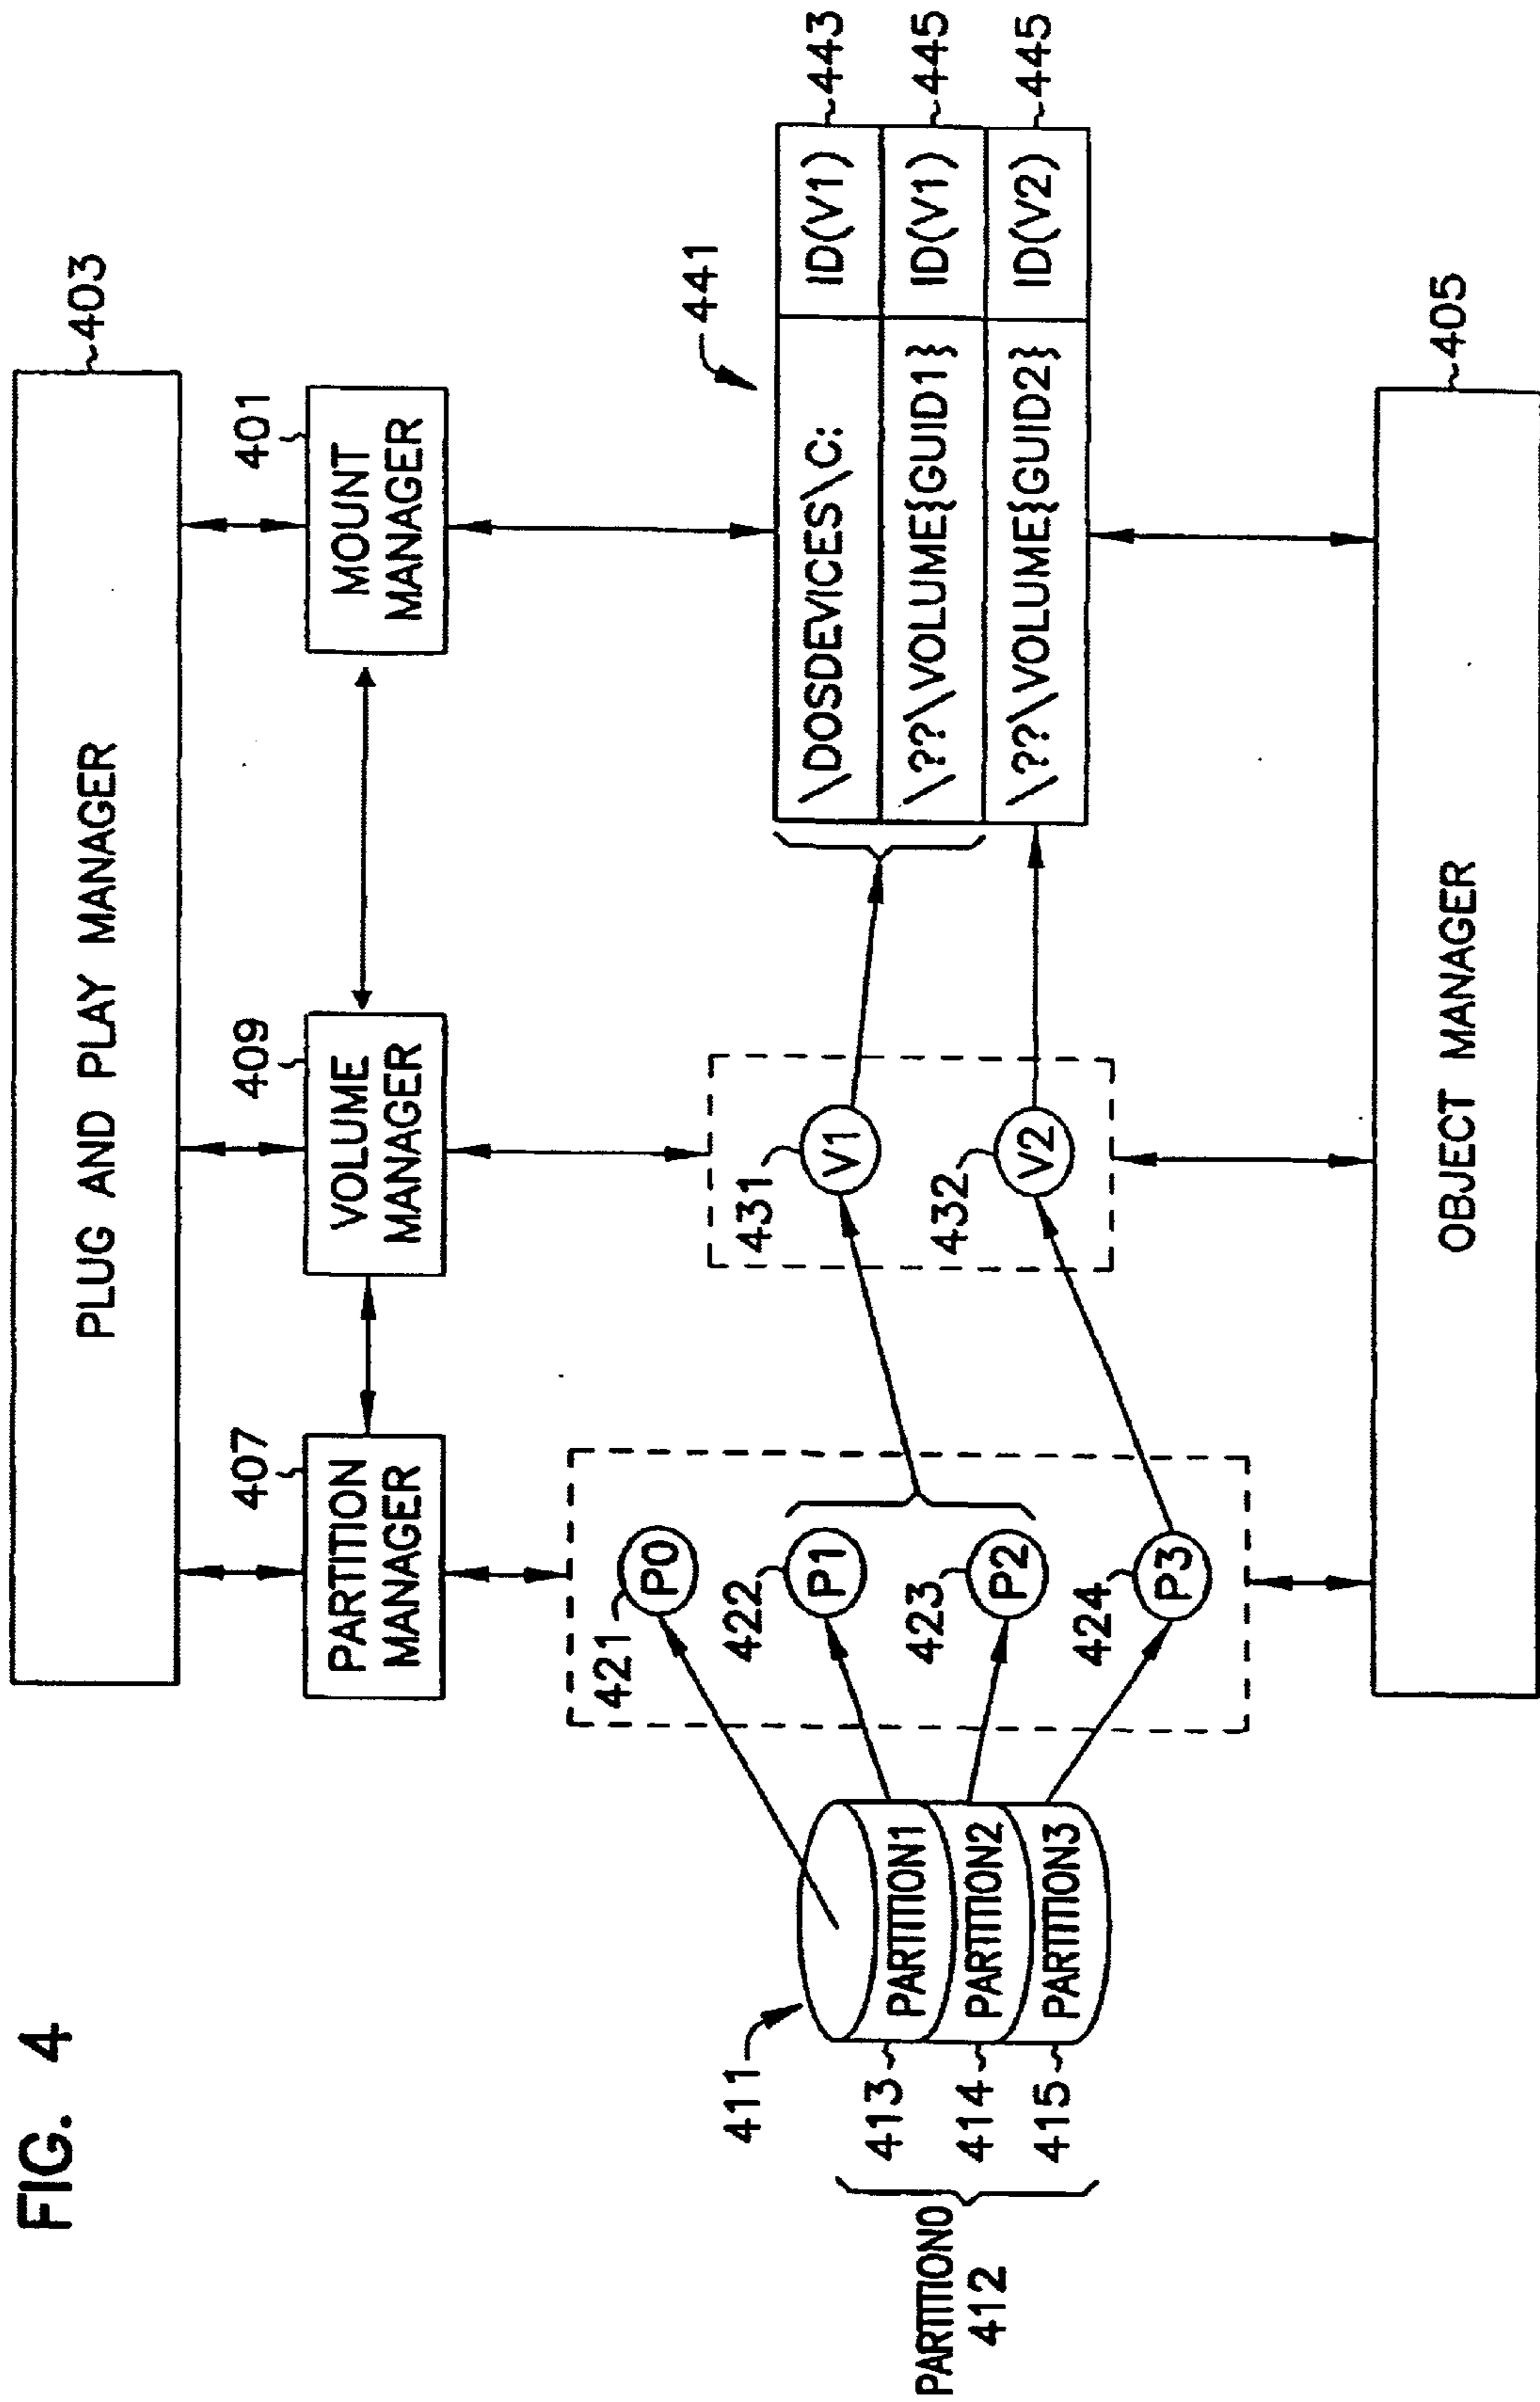 FIG. 4
PLUG AND PLAY MANAGER
403
407
PARTITION
MANAGER
409
VOLUME
MANAGER
401
MOUNT
MANAGER
441
421
P0
422
P1
423
P2
424
P3
431
V1
432
V2
\DOSDEVICES\C: ID(V1) 443
\??\VOLUME{GUID1} ID(V1) 445
\??\VOLUME{GUID2} ID(V2) 445
411
413 PARTITION1
414 PARTITION2
415 PARTITION3
PARTITION0
412
OBJECT MANAGER
405